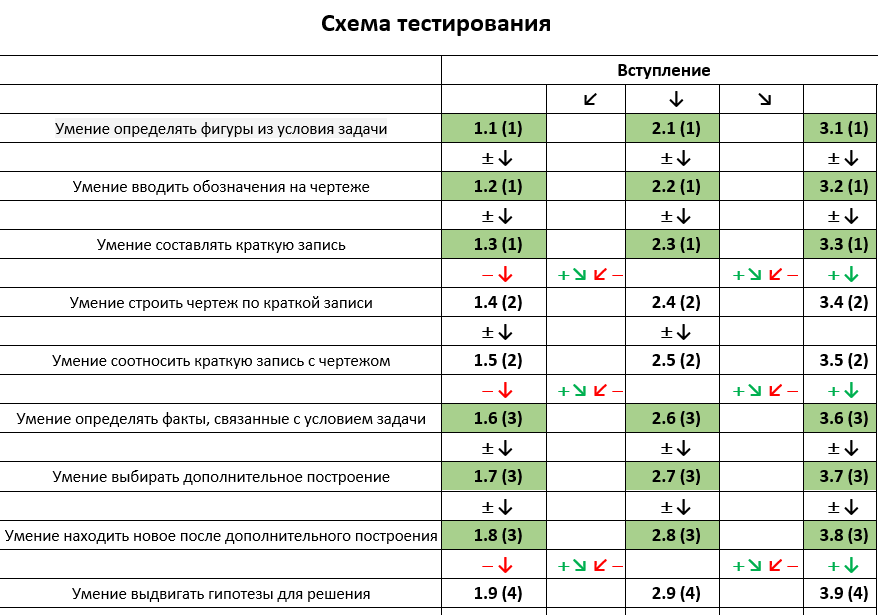 Схема тестирования
Вступление
↙ ↓ ↘
Умение определять фигуры из условия задачи 1.1 (1) 2.1 (1) 3.1 (1)
±↓ ±↓ ±↓
Умение вводить обозначения на чертеже 1.2 (1) 2.2 (1) 3.2 (1)
±↓ ±↓ ±↓
Умение составлять краткую запись 1.3 (1) 2.3 (1) 3.3 (1)
−↓ +↘ ↙− +↘ ↙− +↓
Умение строить чертеж по краткой записи 1.4 (2) 2.4 (2) 3.4 (2)
±↓ ±↓
Умение соотносить краткую запись с чертежом 1.5 (2) 2.5 (2) 3.5 (2)
−↓ +↘ ↙− +↘ ↙− +↓
Умение определять факты, связанные с условием задачи 1.6 (3) 2.6 (3) 3.6 (3)
±↓ ±↓ ±↓
Умение выбирать дополнительное построение 1.7 (3) 2.7 (3) 3.7 (3)
±↓ ±↓ ±↓
Умение находить новое после дополнительного построения 1.8 (3) 2.8 (3) 3.8 (3)
−↓ +↘ ↙− +↘ ↙− +↓
Умение выдвигать гипотезы для решения 1.9 (4) 2.9 (4) 3.9 (4)